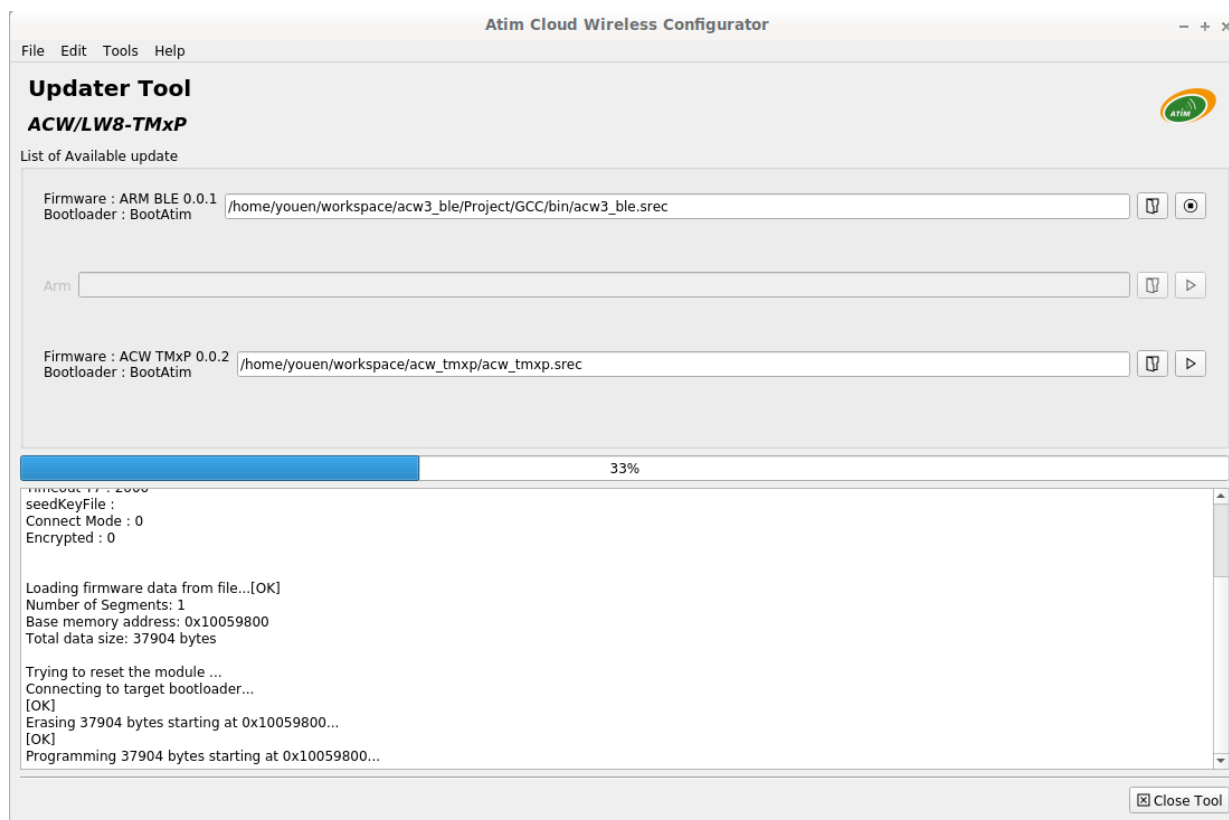 Atim Cloud Wireless Configurator
File Edit Tools Help
Updater Tool
ACW/LW8-TMxP
ATIM
List of Available update
Firmware : ARM BLE 0.0.1
Bootloader : BootAtim
/home/youen/workspace/acw3_ble/Project/GCC/bin/acw3_ble.srec
Arm
Firmware : ACW TMxP 0.0.2
Bootloader : BootAtim
/home/youen/workspace/acw_tmxp/acw_tmxp.srec
33%
Timeout T7 : 2000
seedKeyFile :
Connect Mode : 0
Encrypted : 0
Loading firmware data from file...[OK]
Number of Segments: 1
Base memory address: 0x10059800
Total data size: 37904 bytes
Trying to reset the module ...
Connecting to target bootloader...
[OK]
Erasing 37904 bytes starting at 0x10059800...
[OK]
Programming 37904 bytes starting at 0x10059800...
Close Tool